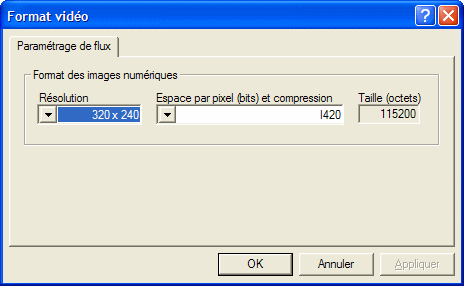 Format vidéo
Paramétrage de flux
Format des images numériques
Résolution Espace par pixel (bits) et compression Taille (octets)
320 x 240 I420 115200
OK Annuler Appliquer